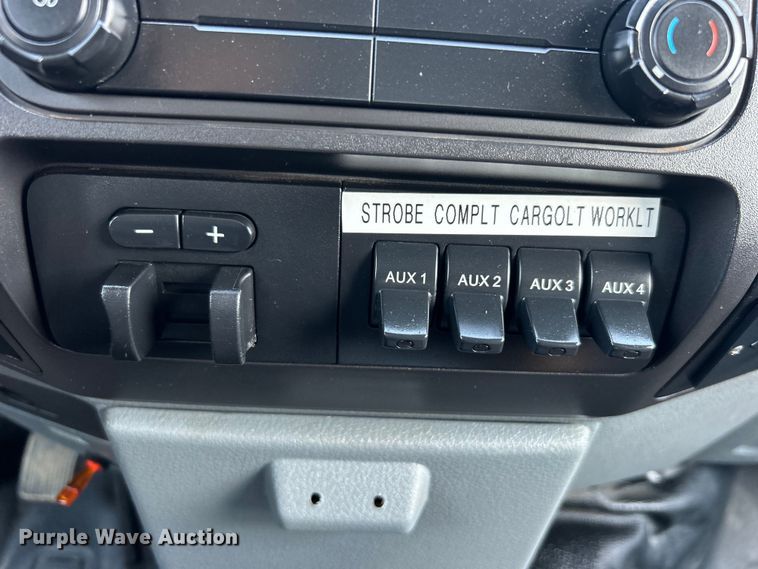 STROBE COMPLT CARGOLT WORKLT
- +
AUX 1 AUX 2 AUX 3 AUX 4
Purple Wave Auction